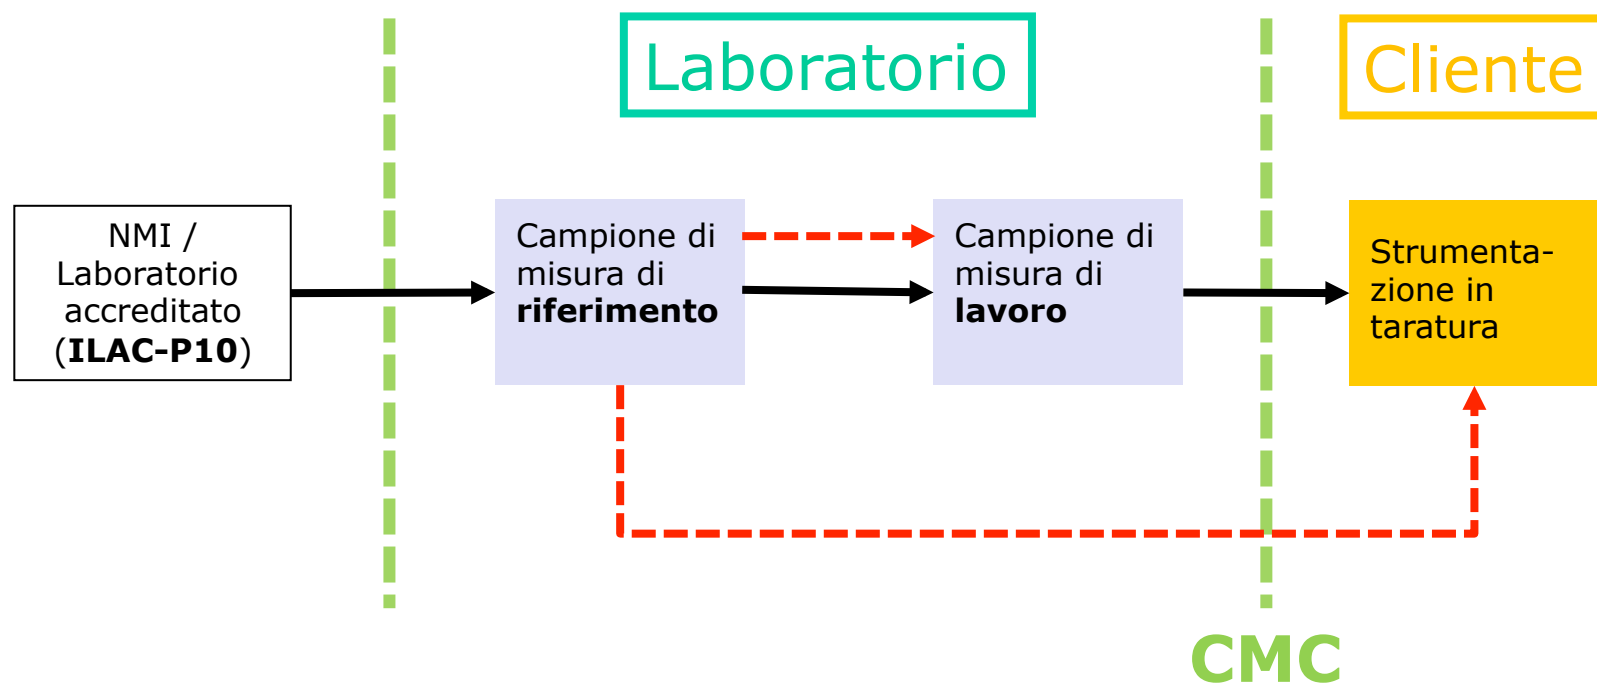 Laboratorio
Cliente
NMI /
Laboratorio
accreditato
(ILAC-P10)
Campione di
misura di
riferimento
Campione di
misura di
lavoro
Strumenta-
zione in
taratura
CMC